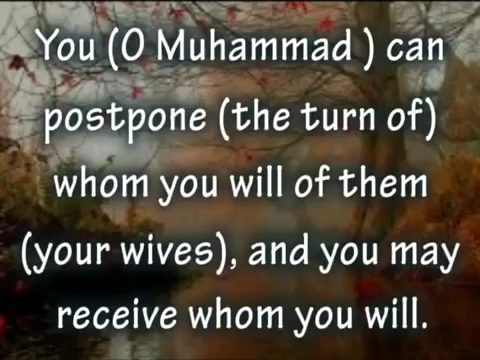 You (O Muhammad ) can
postpone (the turn of)
whom you will of them
(your wives), and you may
receive whom you will.